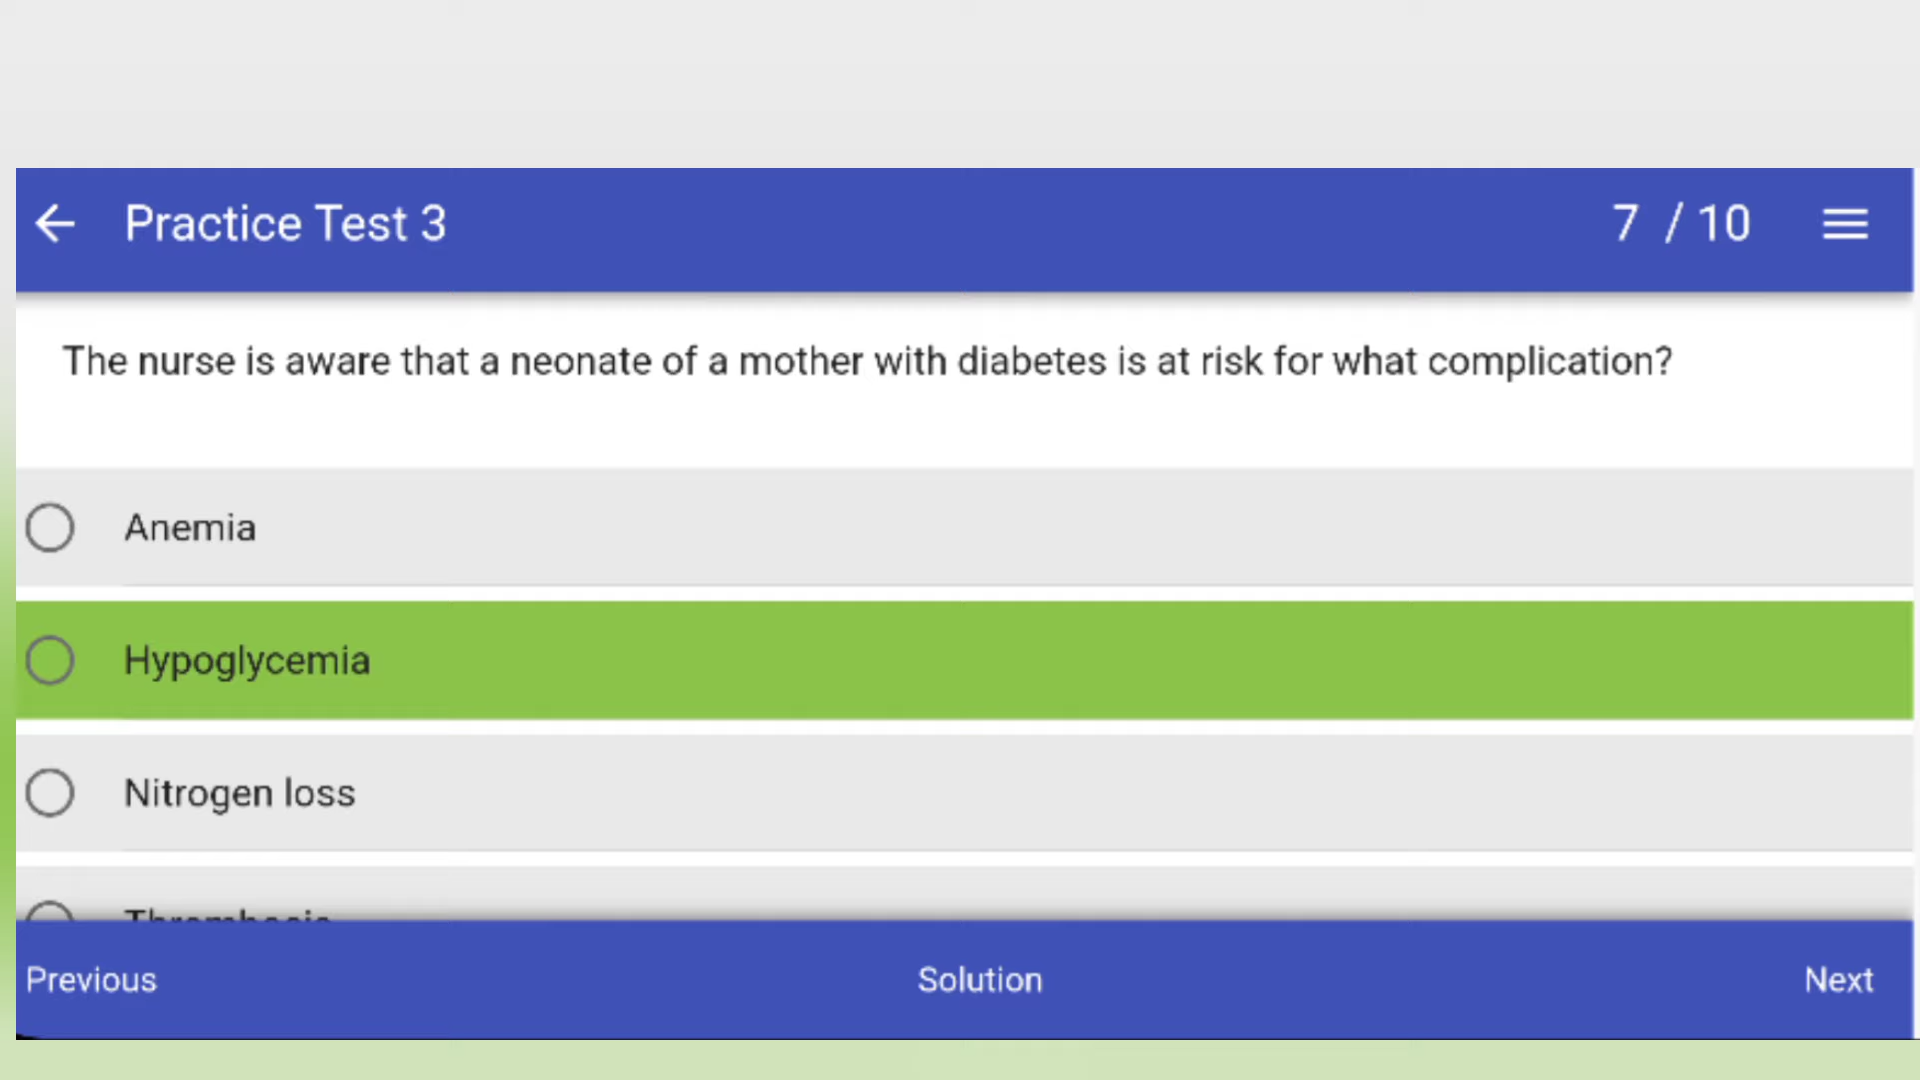 Practice Test 3
7 / 10
The nurse is aware that a neonate of a mother with diabetes is at risk for what complication?
Anemia
Hypoglycemia
Nitrogen loss
Thrombosis
Previous
Solution
Next